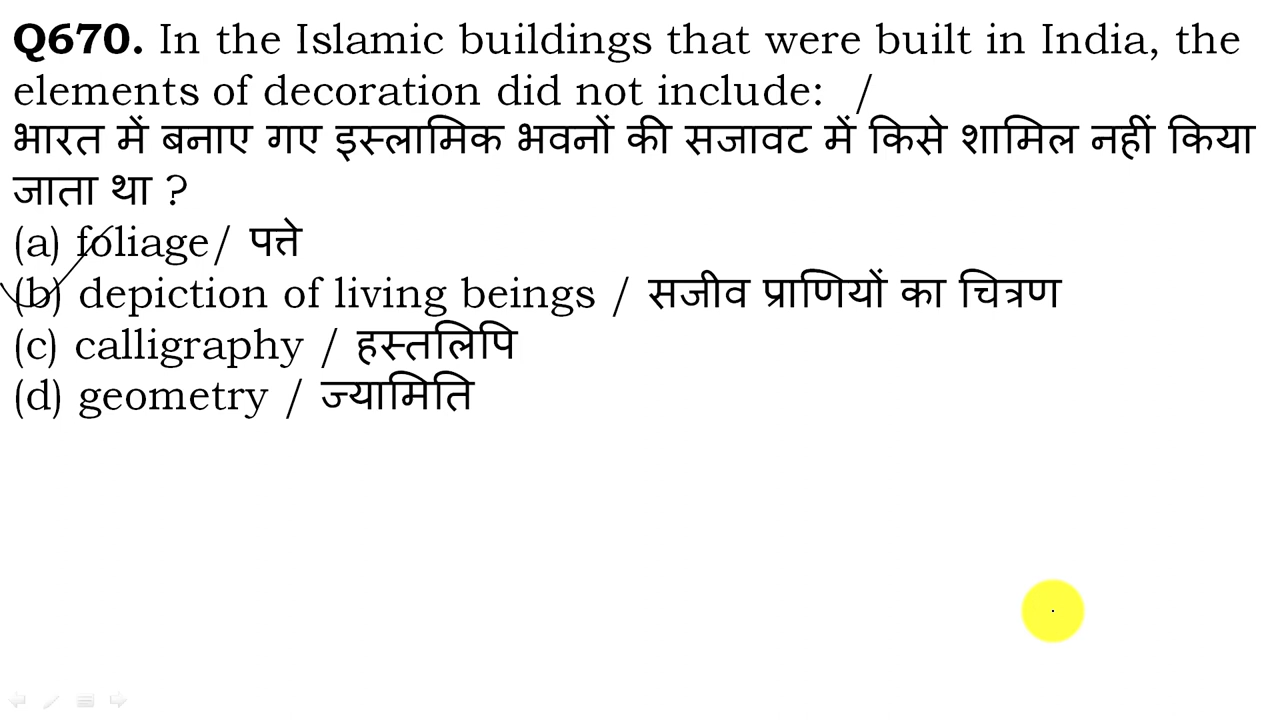 Q670. In the Islamic buildings that were built in India, the
elements of decoration did not include: /
भारत में बनाए गए इस्लामिक भवनों की सजावट में किसे शामिल नहीं किया
जाता था ?
(a) foliage/ पत्ते
(b) depiction of living beings / सजीव प्राणियों का चित्रण
(c) calligraphy / हस्तलिपि
(d) geometry / ज्यामिति